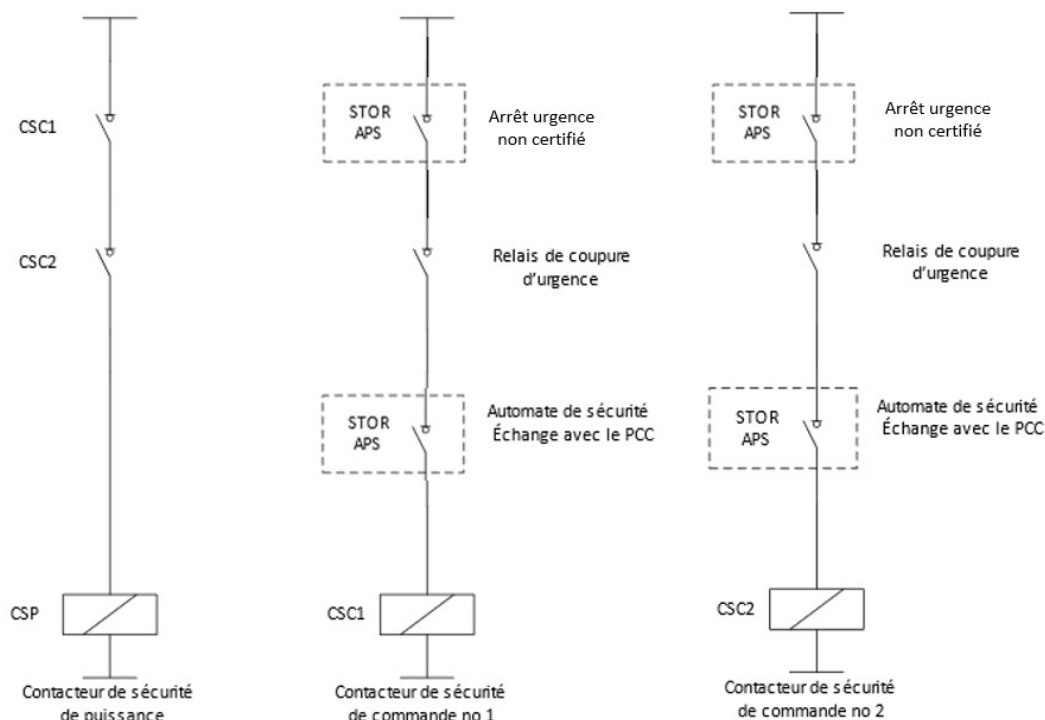 CSC1
CSC2
CSP
Contacteur de sécurité
de puissance
STOR
APS
Arrêt urgence
non certifié
Relais de coupure
d'urgence
STOR
APS
Automate de sécurité
Échange avec le PCC
CSC1
Contacteur de sécurité
de commande no 1
STOR
APS
Arrêt urgence
non certifié
Relais de coupure
d'urgence
STOR
APS
Automate de sécurité
Échange avec le PCC
CSC2
Contacteur de sécurité
de commande no 2